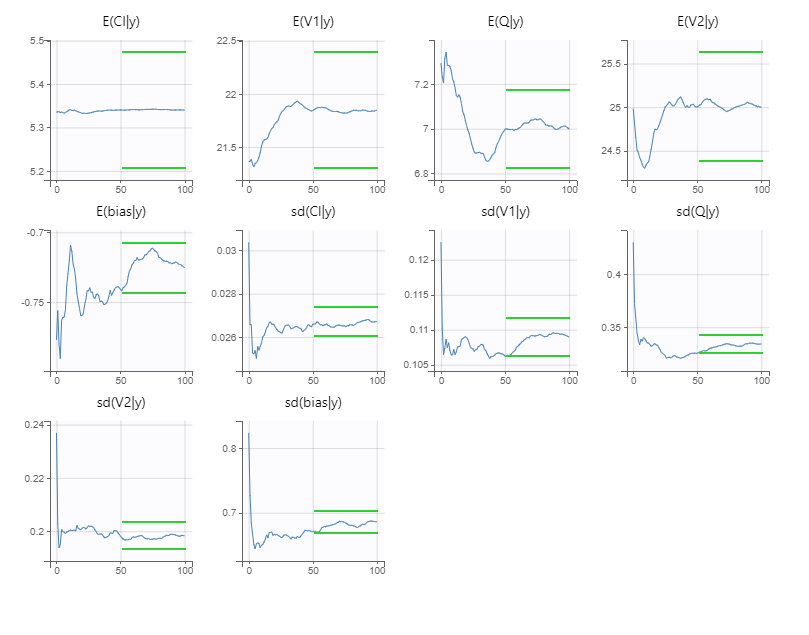 E(Cl|y) E(V1|y) E(Q|y) E(V2|y)
5.5 22.5
25.5
5.4 22 7.2
25
5.3 7
21.5 24.5
5.2 6.8
0 50 100 0 50 100 0 50 100 0 50 100
E(bias|y) sd(Cl|y) sd(V1|y) sd(Q|y)
-0.7
0.03 0.12
0.4
0.028 0.115
-0.75
0.11 0.35
0.026
0.105
0 50 100 0 50 100 0 50 100 0 50 100
sd(V2|y) sd(bias|y)
0.24
0.8
0.22
0.7
0.2
0 50 100 0 50 100